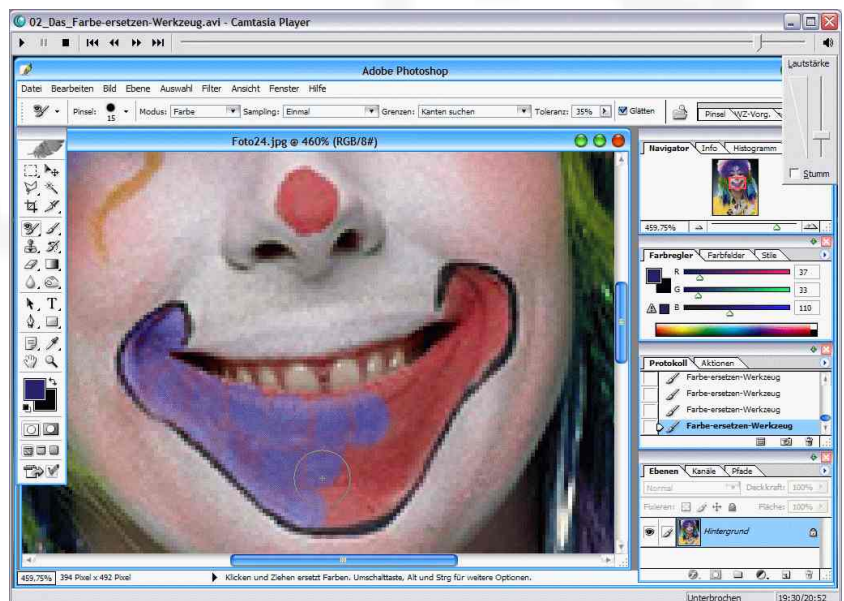 02_Das_Farbe-ersetzen-Werkzeug.avi - Camtasia Player
Lautstärke
Stumm
Adobe Photoshop
Datei Bearbeiten Bild Ebene Auswahl Filter Ansicht Fenster Hilfe
Pinsel: 15 Modus: Farbe Sampling: Einmal Grenzen: Kanten suchen Toleranz: 35% Glätten Pinsel WZ-Vorg.
Foto24.jpg @ 460% (RGB/8#)
Navigator Info Histogramm
459,75%
Farbregler Farbfelder Stile
R 37
G 33
B 110
Protokoll Aktionen
Farbe-ersetzen-Werkzeug
Farbe-ersetzen-Werkzeug
Farbe-ersetzen-Werkzeug
Farbe-ersetzen-Werkzeug
Ebenen Kanäle Pfade
Normal Deckkraft: 100%
Fixieren: Fläche: 100%
Hintergrund
459,75% 394 Pixel x 492 Pixel Klicken und Ziehen ersetzt Farben. Umschalttaste, Alt und Strg für weitere Optionen.
Unterbrochen 19:30/20:52